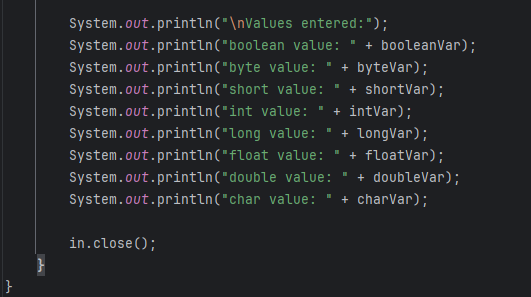 System.out.println("\nValues entered:");
System.out.println("boolean value: " + booleanVar);
System.out.println("byte value: " + byteVar);
System.out.println("short value: " + shortVar);
System.out.println("int value: " + intVar);
System.out.println("long value: " + longVar);
System.out.println("float value: " + floatVar);
System.out.println("double value: " + doubleVar);
System.out.println("char value: " + charVar);
in.close();
}
}